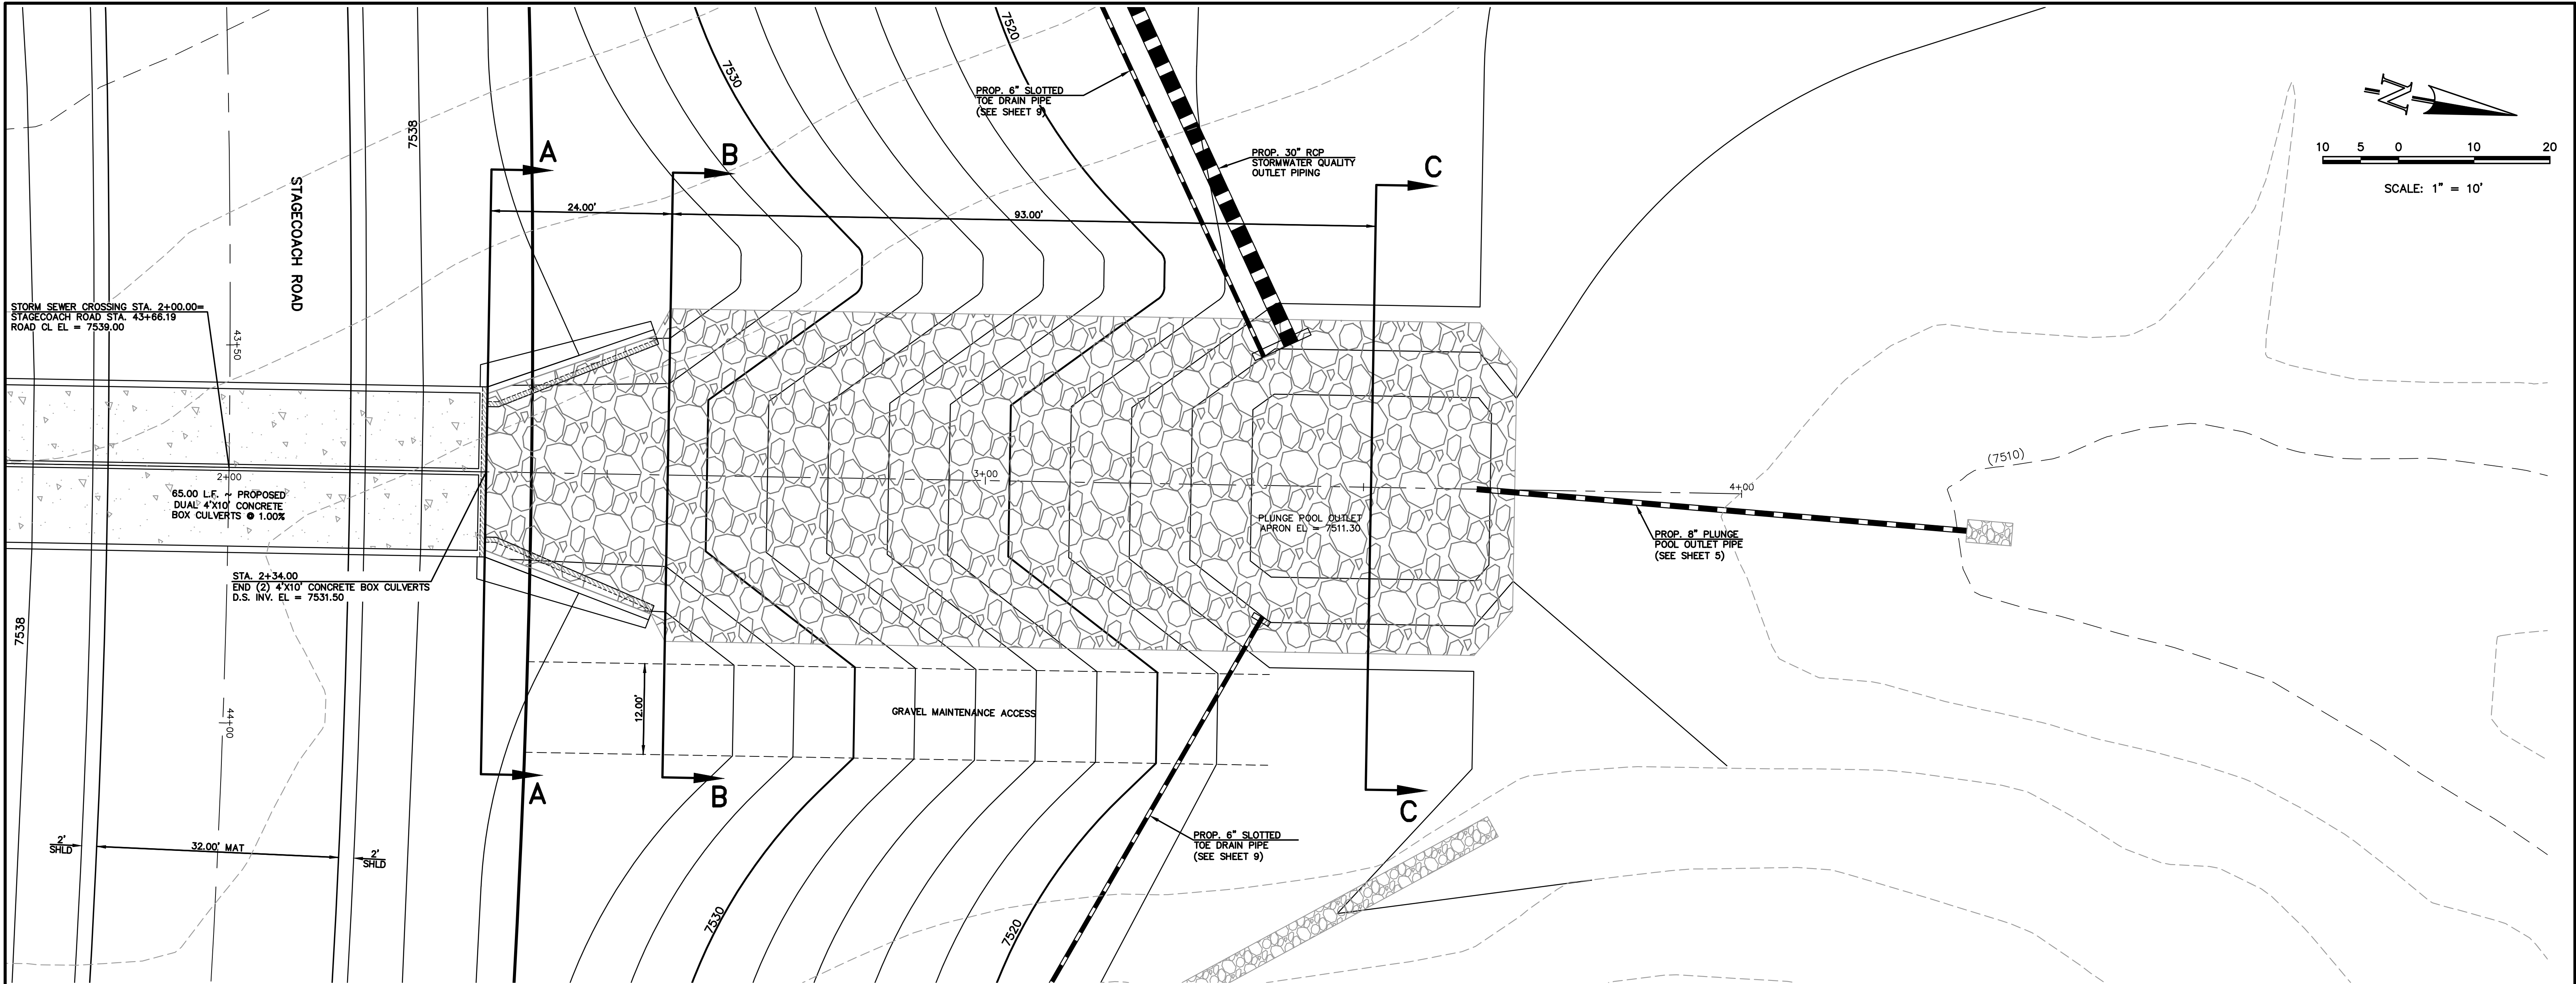 7520
7530
PROP. 6" SLOTTED
TOE DRAIN PIPE
(SEE SHEET 9)
N
10 5 0 10 20
SCALE: 1" = 10'
7538
A
B
C
PROP. 30" RCP
STORMWATER QUALITY
OUTLET PIPING
STAGECOACH ROAD
24.00'
93.00'
STORM SEWER CROSSING STA. 2+00.00=
STAGECOACH ROAD STA. 43+66.19
ROAD CL EL = 7539.00
43+50
2+00
3+00
4+00
(7510)
65.00 L.F. ~ PROPOSED
DUAL 4'X10' CONCRETE
BOX CULVERTS @ 1.00%
PLUNGE POOL OUTLET
APRON EL = 7511.30
PROP. 8" PLUNGE
POOL OUTLET PIPE
(SEE SHEET 5)
STA. 2+34.00
END (2) 4'X10' CONCRETE BOX CULVERTS
D.S. INV. EL = 7531.50
7538
44+00
12.00'
GRAVEL MAINTENANCE ACCESS
A
B
C
2'
SHLD
32.00' MAT
2'
SHLD
PROP. 6" SLOTTED
TOE DRAIN PIPE
(SEE SHEET 9)
7530
7520